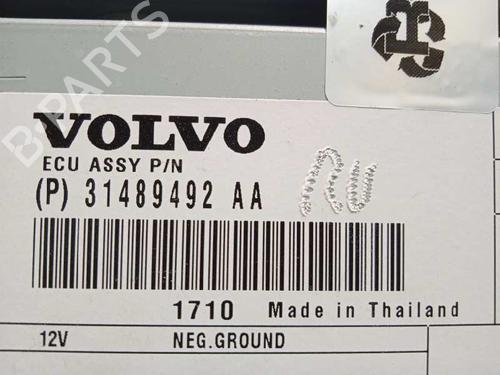 VOLVO
ECU ASSY P/N
(P) 31489492 AA
1710 Made in Thailand
12V NEG.GROUND
B-PARTS